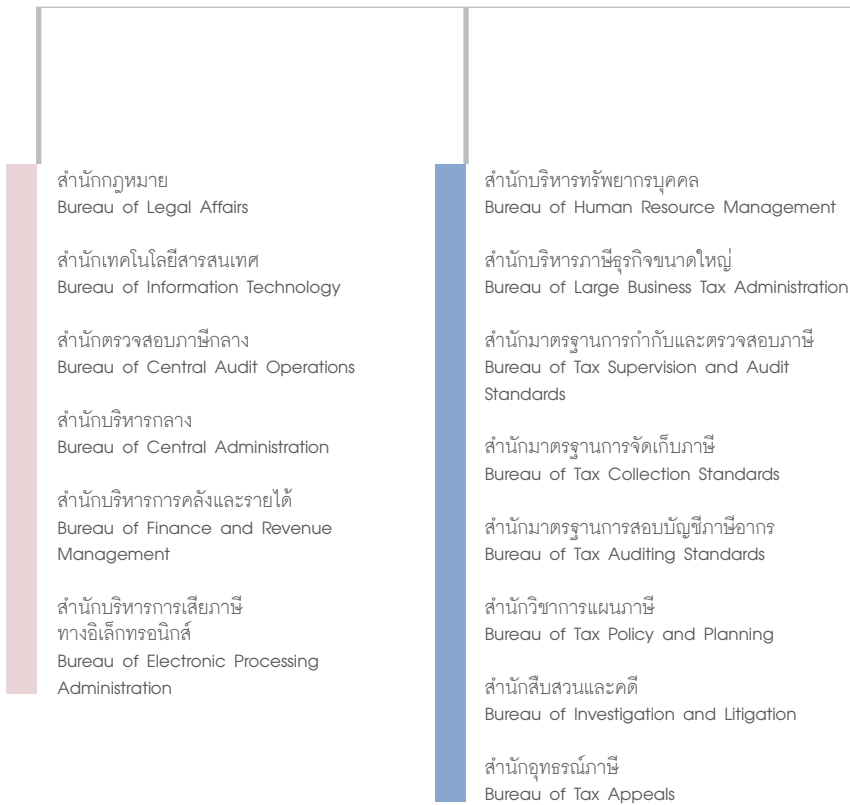 สำนักกฎหมาย
Bureau of Legal Affairs
สำนักเทคโนโลยีสารสนเทศ
Bureau of Information Technology
สำนักตรวจสอบภาษีกลาง
Bureau of Central Audit Operations
สำนักบริหารกลาง
Bureau of Central Administration
สำนักบริหารการคลังและรายได้
Bureau of Finance and Revenue
Management
สำนักบริหารการเสียภาษี
ทางอิเล็กทรอนิกส์
Bureau of Electronic Processing
Administration
สำนักบริหารทรัพยากรบุคคล
Bureau of Human Resource Management
สำนักบริหารภาษีธุรกิจขนาดใหญ่
Bureau of Large Business Tax Administration
สำนักมาตรฐานการกำกับและตรวจสอบภาษี
Bureau of Tax Supervision and Audit
Standards
สำนักมาตรฐานการจัดเก็บภาษี
Bureau of Tax Collection Standards
สำนักมาตรฐานการสอบบัญชีภาษีอากร
Bureau of Tax Auditing Standards
สำนักวิชาการแผนภาษี
Bureau of Tax Policy and Planning
สำนักสืบสวนและคดี
Bureau of Investigation and Litigation
สำนักอุทธรณ์ภาษี
Bureau of Tax Appeals